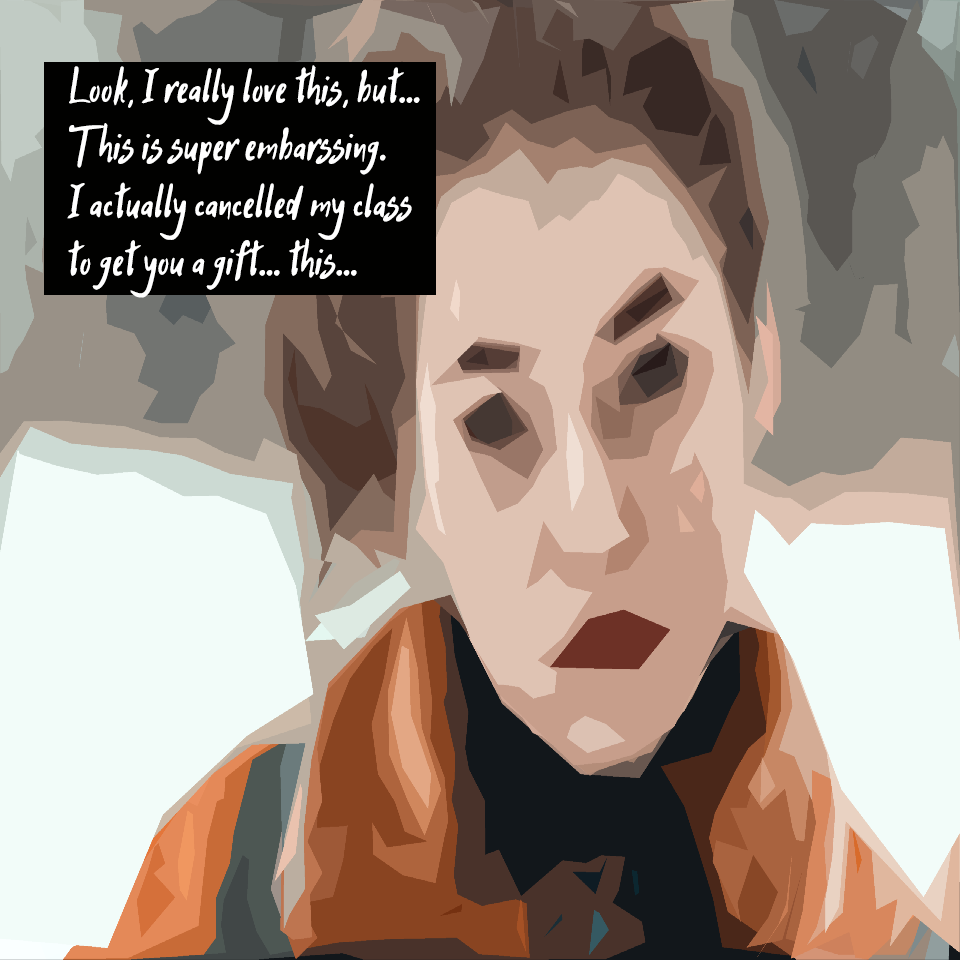 Look, I really love this, but...
This is super embarssing.
I actually cancelled my class
to get you a gift... this...